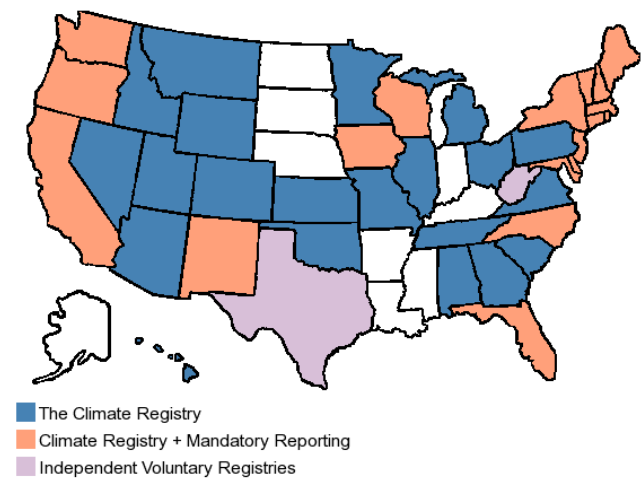 The Climate Registry
Climate Registry + Mandatory Reporting
Independent Voluntary Registries